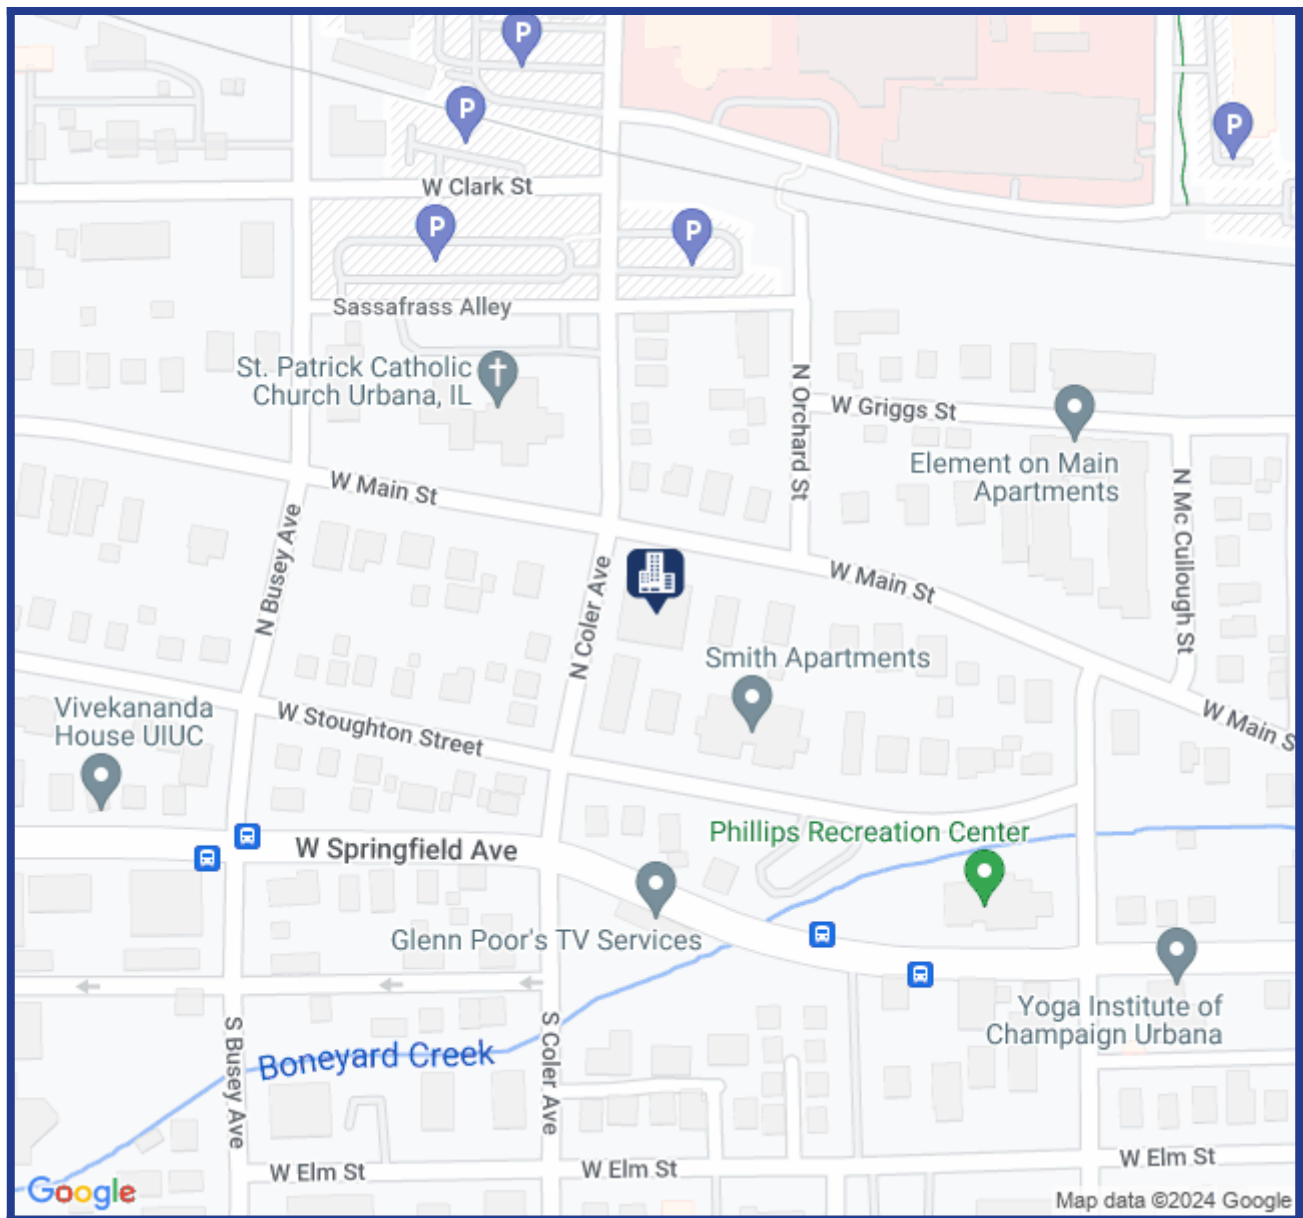 P
P
P
W Clark St
P
P
Sassafrass Alley
St. Patrick Catholic
Church Urbana, IL
N Orchard St
W Griggs St
Element on Main
Apartments
N Mc Cullough St
W Main St
N Busey Ave
N Coler Ave
W Main St
Smith Apartments
Vivekananda
House UIUC
W Stoughton Street
W Main S
Phillips Recreation Center
W Springfield Ave
Glenn Poor's TV Services
Yoga Institute of
Champaign Urbana
S Busey Ave
Boneyard Creek
S Coler Ave
W Elm St
W Elm St
W Elm St
Google
Map data ©2024 Google